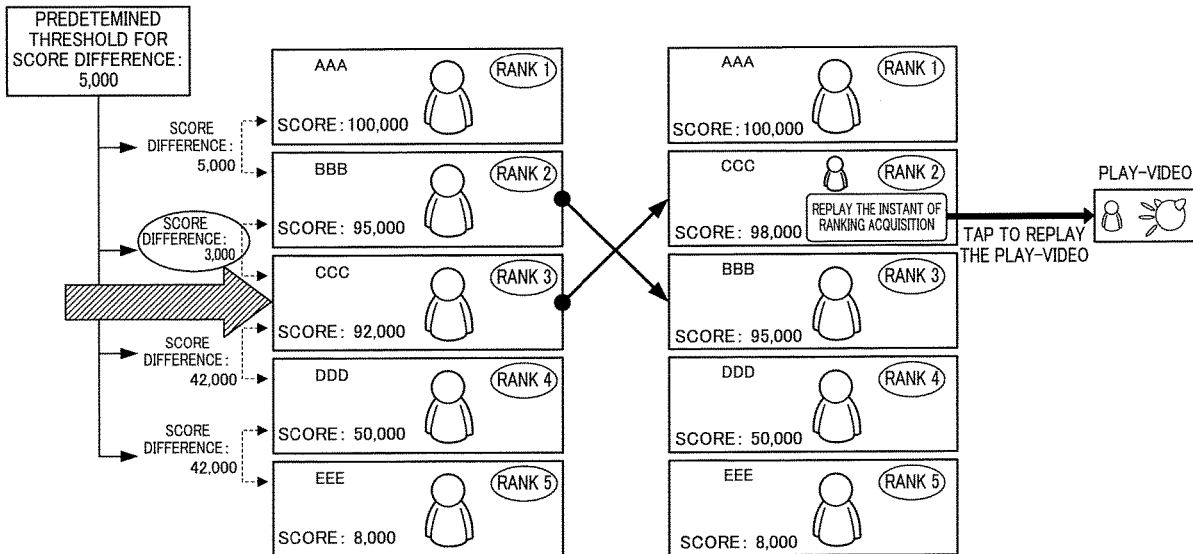 PREDETEMINED
THRESHOLD FOR
SCORE DIFFERENCE:
5,000
SCORE
DIFFERENCE:
5,000
SCORE
DIFFERENCE:
3,000
SCORE
DIFFERENCE:
42,000
SCORE
DIFFERENCE:
42,000
AAA
RANK 1
SCORE: 100,000
BBB
RANK 2
SCORE: 95,000
CCC
RANK 3
SCORE: 92,000
DDD
RANK 4
SCORE: 50,000
EEE
RANK 5
SCORE: 8,000
AAA
RANK 1
SCORE: 100,000
CCC
RANK 2
REPLAY THE INSTANT OF
RANKING ACQUISITION
SCORE: 98,000
BBB
RANK 3
SCORE: 95,000
DDD
RANK 4
SCORE: 50,000
EEE
RANK 5
SCORE: 8,000
TAP TO REPLAY
THE PLAY-VIDEO
PLAY-VIDEO